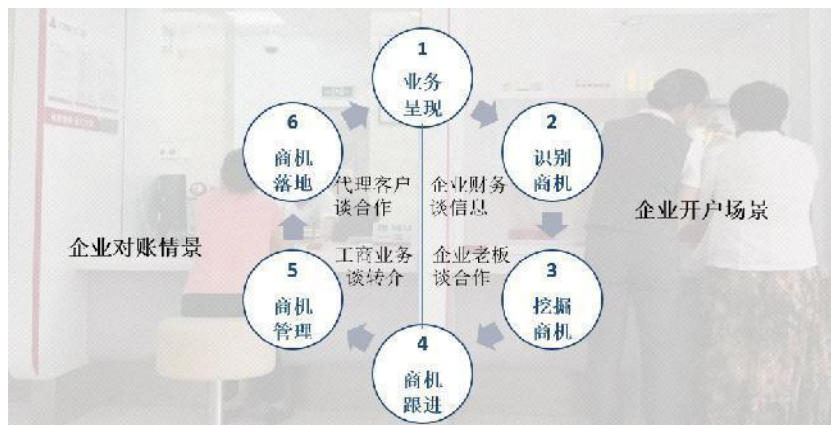 1
业务
呈现
2
识别
商机
3
挖掘
商机
4
商机
跟进
5
商机
管理
6
商机
落地
代理客户
谈合作
企业财务
谈信息
工商业务
谈转介
企业老板
谈合作
企业对账情景
企业开户场景